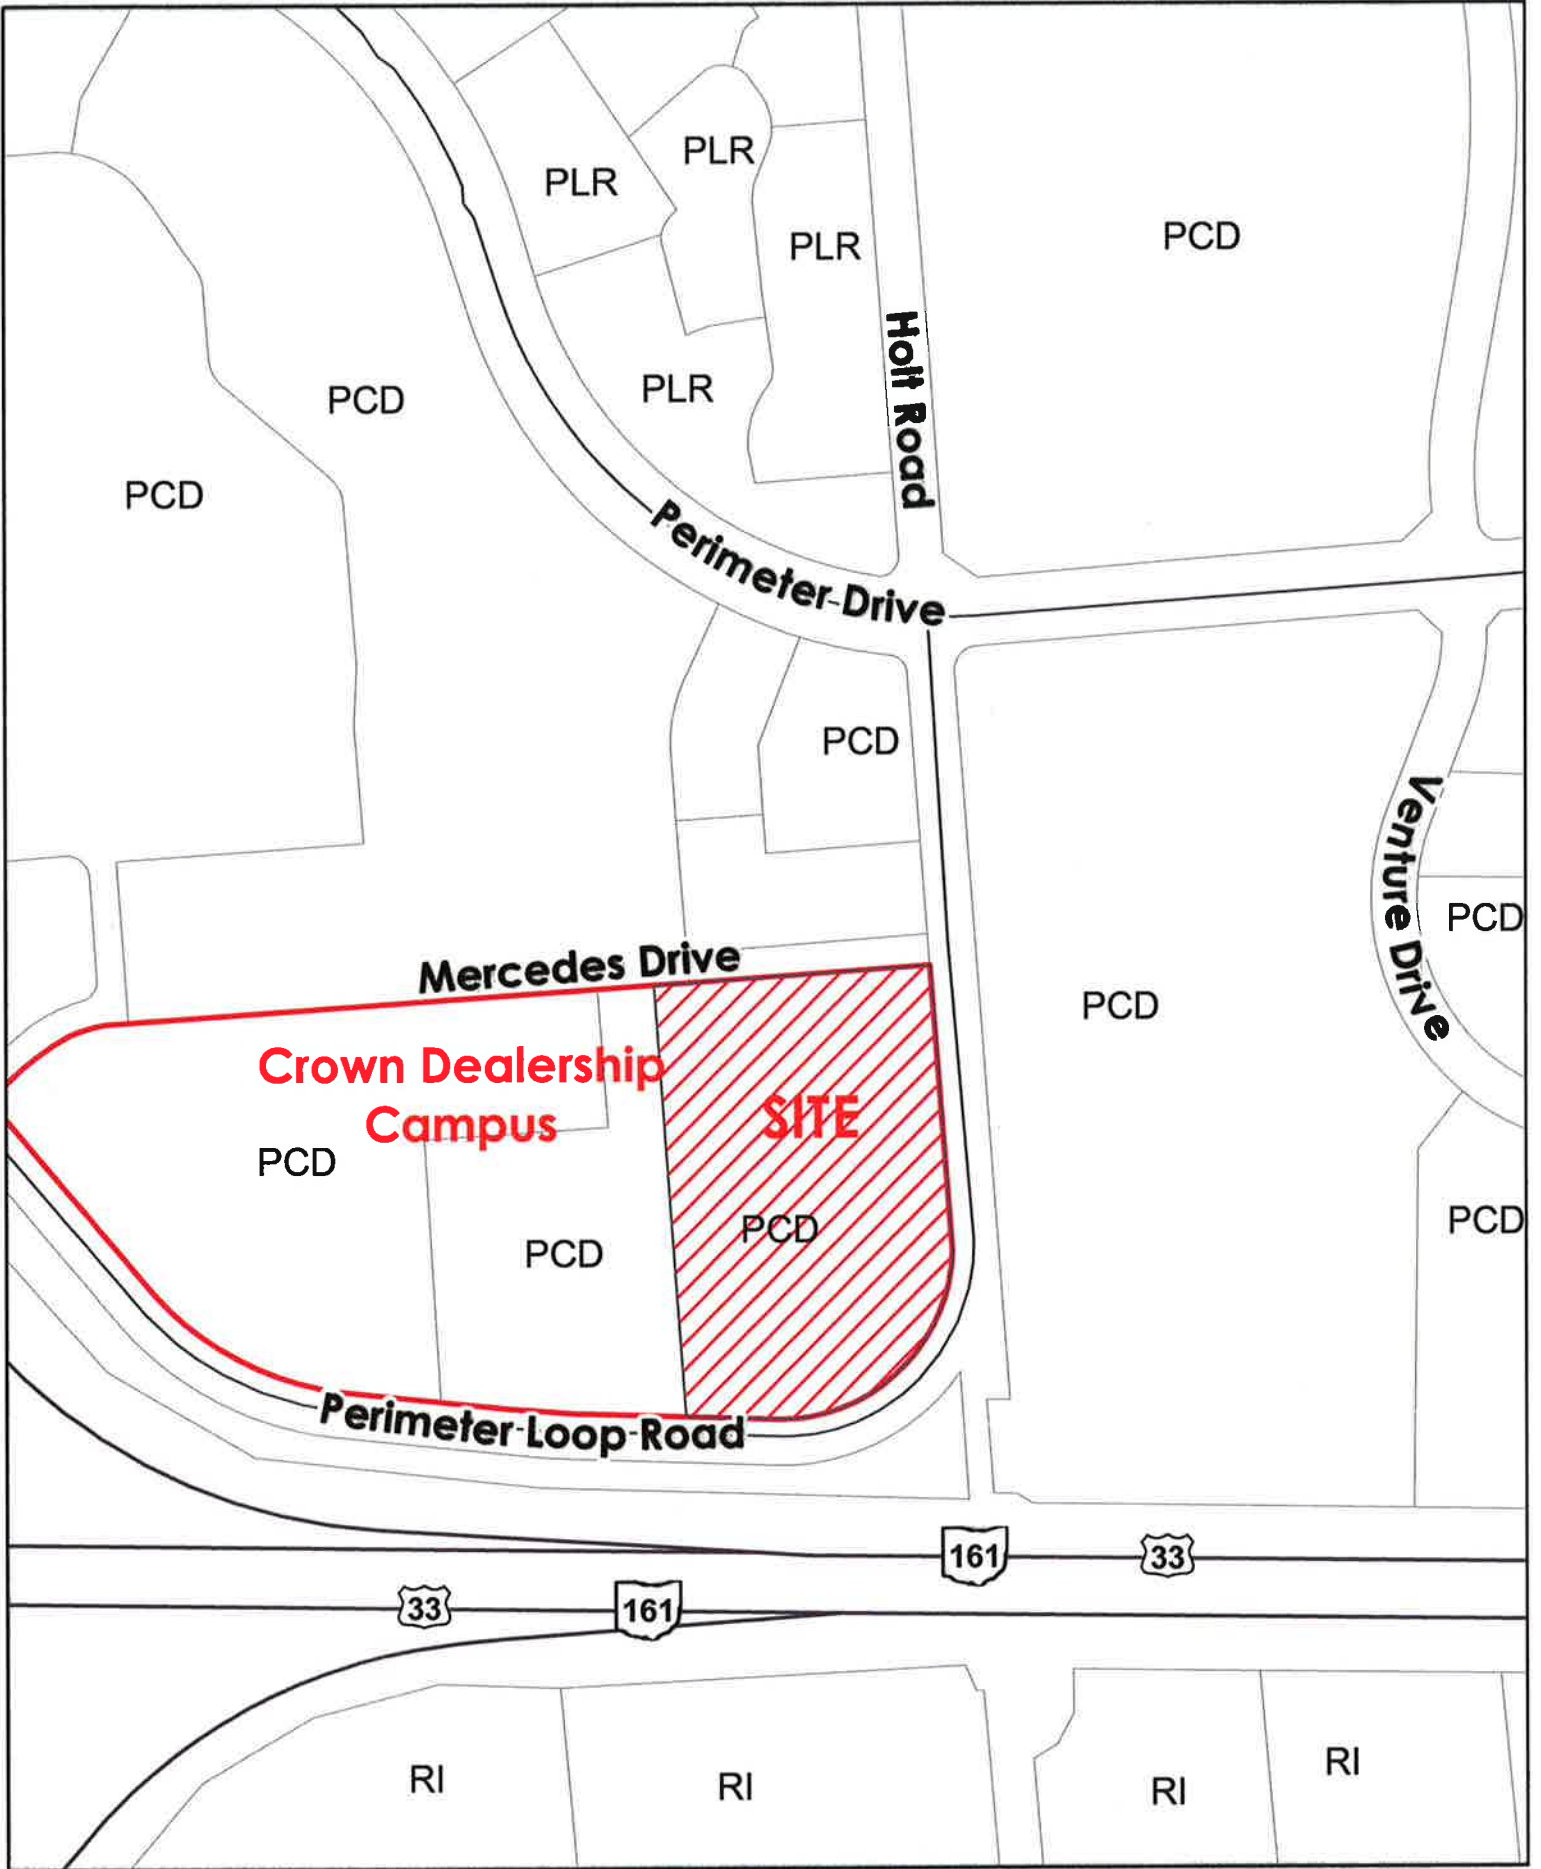 PLR
PLR
PLR
PCD
Holt Road
PLR
PCD
PCD
Perimeter Drive
PCD
Venture Drive
PCD
Mercedes Drive
PCD
Crown Dealership
Campus
SITE
PCD
PCD
PCD
PCD
Perimeter Loop Road
161
33
33
161
RI
RI
RI
RI